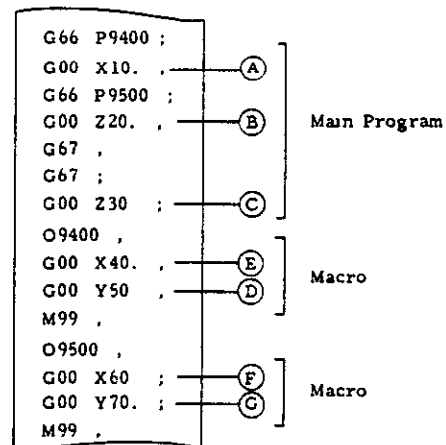 G66 P9400 ;
G00 X10. , A
G66 P9500 ;
G00 Z20. , B
Main Program
G67 ,
G67 ;
G00 Z30 ; C
O9400 ,
G00 X40. , E
Macro
G00 Y50 , D
M99 ,
O9500 ,
G00 X60 ; F
Macro
G00 Y70. ; G
M99 ,